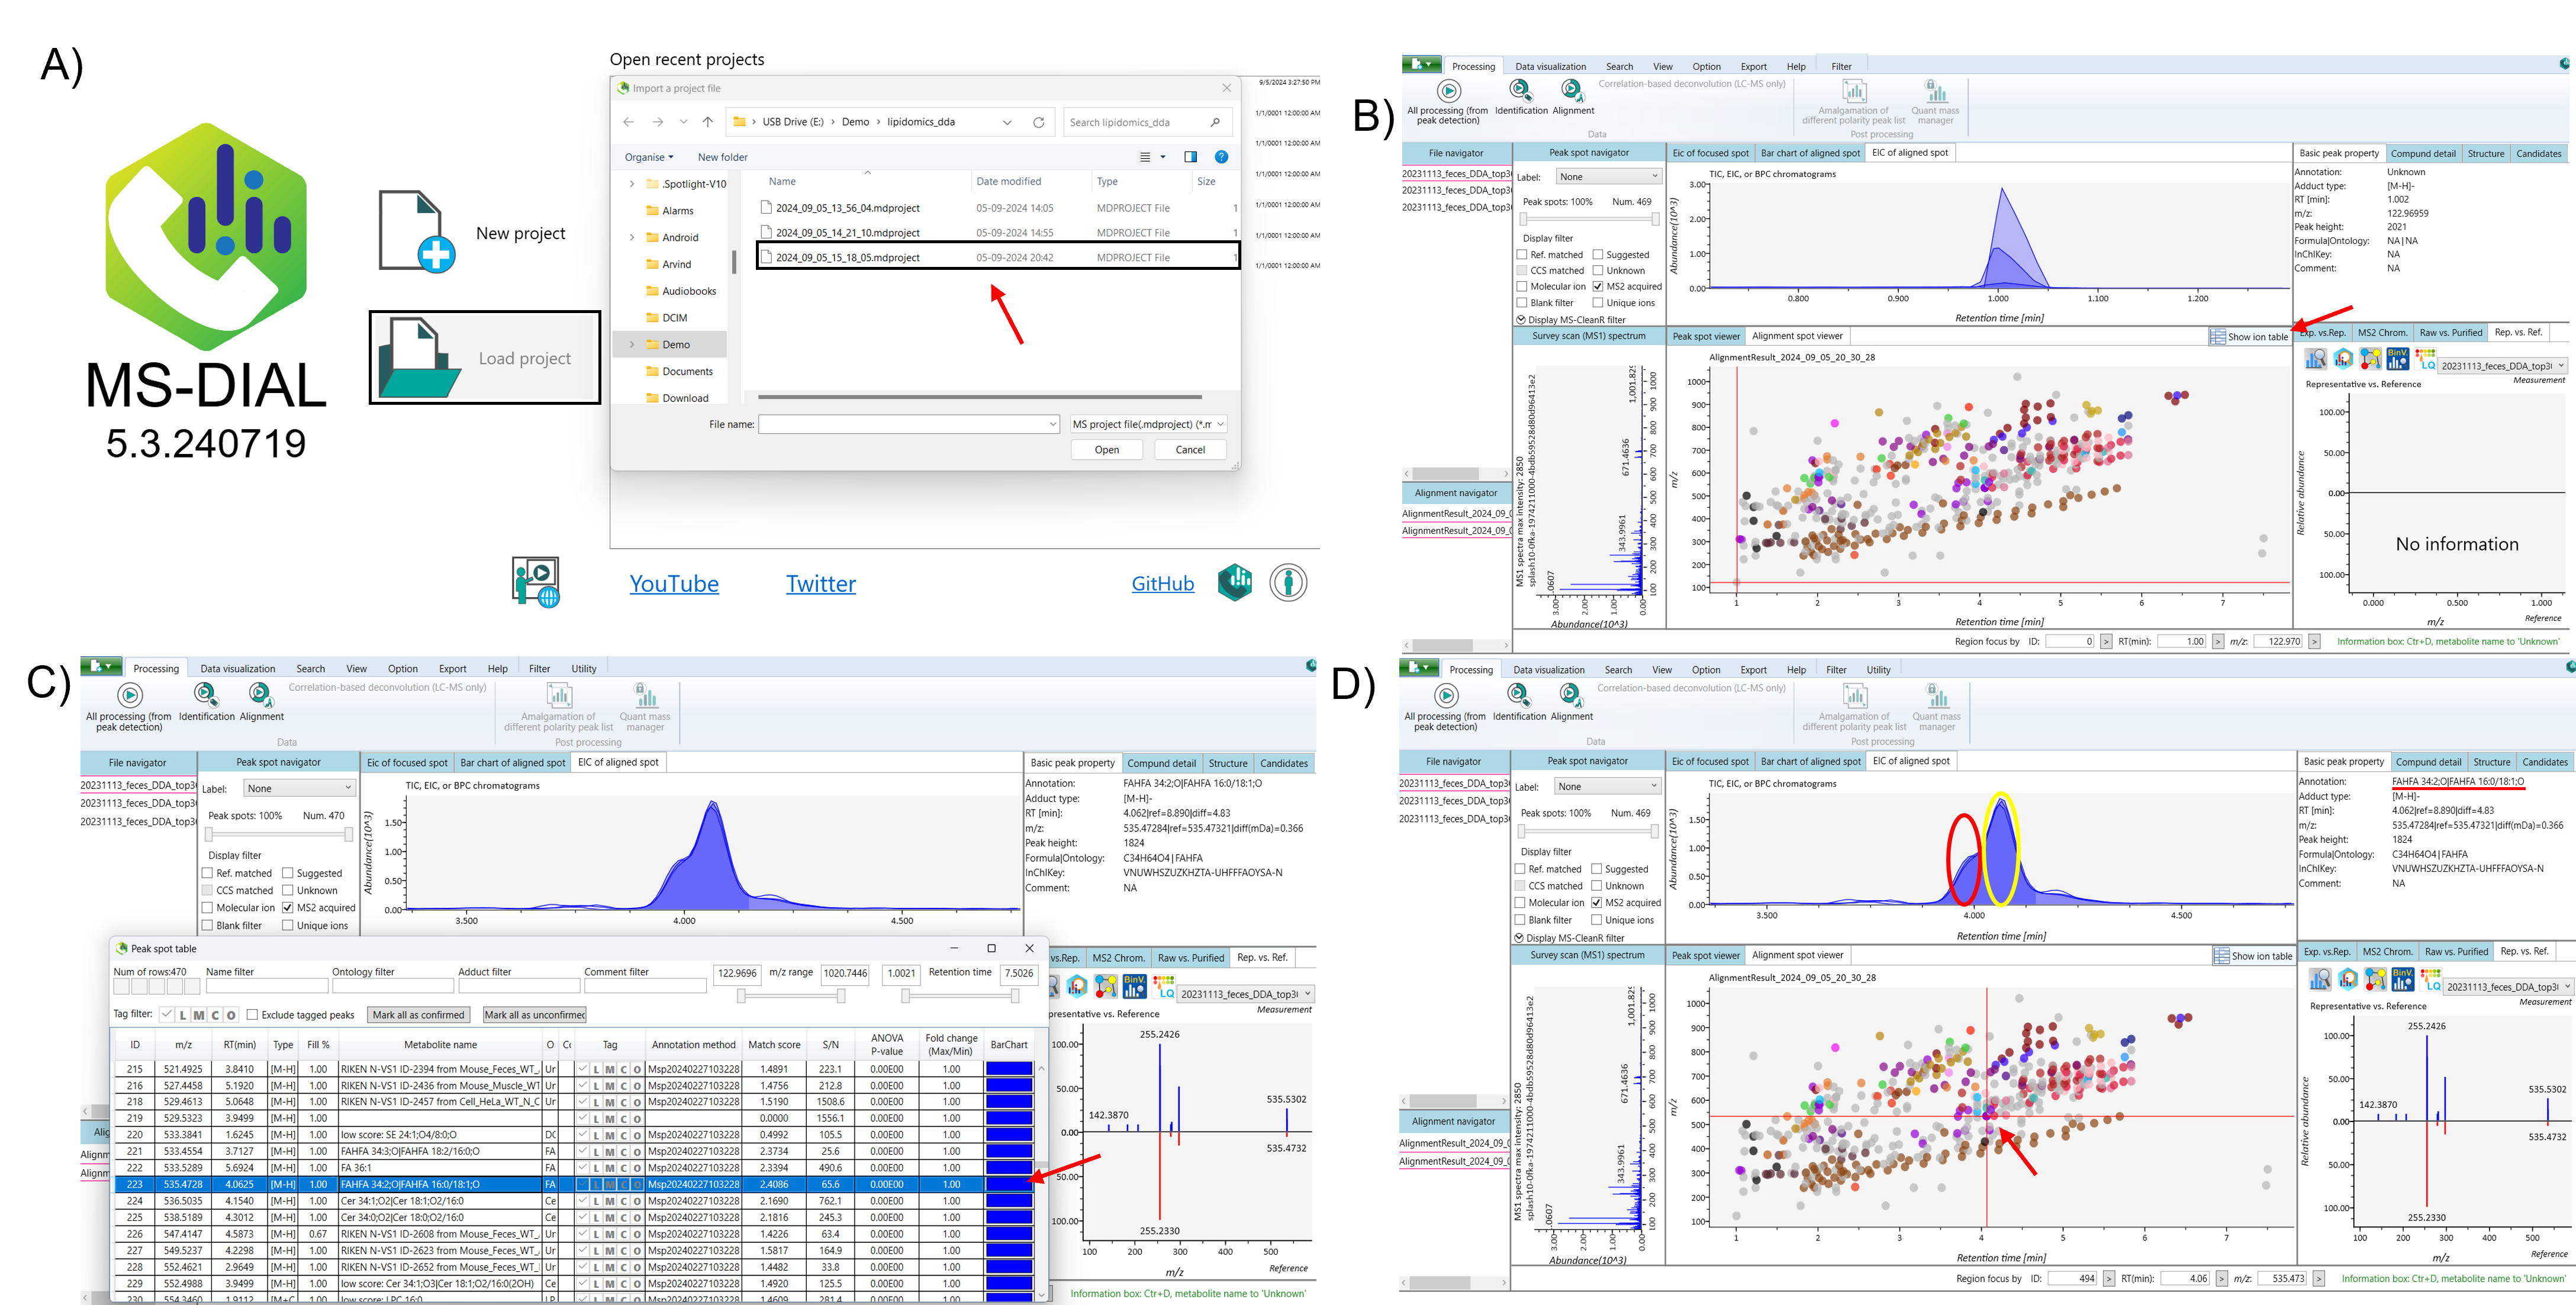 A)
Open recent projects
Import a project file
9/5/2024 3:27:50 PM
1/1/0001 12:00:00 AM
1/1/0001 12:00:00 AM
1/1/0001 12:00:00 AM
1/1/0001 12:00:00 AM
1/1/0001 12:00:00 AM
1/1/0001 12:00:00 AM
USB Drive (E:) > Demo > lipidomics_dda
Search lipidomics_dda
Organise
New folder
.Spotlight-V10
Alarms
Android
Arvind
Audiobooks
DCIM
Demo
Documents
Download
Name Date modified Type Size
2024_09_05_13_56_04.mdproject 05-09-2024 14:05 MDPROJECT File 1
2024_09_05_14_21_10.mdproject 05-09-2024 14:55 MDPROJECT File 1
2024_09_05_15_18_05.mdproject 05-09-2024 20:42 MDPROJECT File 1
File name:
MS project file(.mdproject) (*.m
Open Cancel
New project
Load project
MS-DIAL
5.3.240719
YouTube Twitter GitHub
B)
Processing Data visualization Search View Option Export Help Filter
All processing (from peak detection)
Identification Alignment
Correlation-based deconvolution (LC-MS only)
Data
Amalgamation of different polarity peak list
Quant mass manager
Post processing
File navigator
20231113_feces_DDA_top3
20231113_feces_DDA_top3
20231113_feces_DDA_top3
Peak spot navigator
Label: None
Peak spots: 100% Num. 469
Display filter
Ref. matched Suggested
CCS matched Unknown
Molecular ion MS2 acquired
Blank filter Unique ions
Display MS-CleanR filter
Eic of focused spot Bar chart of aligned spot EIC of aligned spot
TIC, EIC, or BPC chromatograms
Abundance(10^3)
3.00
2.00
1.00
0.00
0.800 0.900 1.000 1.100 1.200
Retention time [min]
Basic peak property Compund detail Structure Candidates
Annotation: Unknown
Adduct type: [M-H]-
RT [min]: 1.002
m/z: 122.96959
Peak height: 2021
Formula|Ontology: NA|NA
InChIKey: NA
Comment: NA
Survey scan (MS1) spectrum
MS1 spectra max intensity: 2850
splash10-0fka-1974211000-4bdb59528d80d96413e2
1,001.825
671.4636
343.9961
.0607
3.00 2.00 1.00 0.00
Abundance(10^3)
100 200 300 400 500 600 700 800 900 1000
m/z
Peak spot viewer Alignment spot viewer
Show ion table
AlignmentResult_2024_09_05_20_30_28
1000
900
800
700
600
500
400
300
200
100
1 2 3 4 5 6 7
Retention time [min]
Exp. vs.Rep. MS2 Chrom. Raw vs. Purified Rep. vs. Ref.
BinV.
LQ
20231113_feces_DDA_top3
Measurement
Representative vs. Reference
Relative abundance
100.00
50.00
0.00
50.00
100.00
No information
0.000 0.500 1.000
m/z
Reference
Alignment navigator
AlignmentResult_2024_09_0
AlignmentResult_2024_09_0
Region focus by ID: 0 > RT(min): 1.00 > m/z: 122.970 >
Information box: Ctr+D, metabolite name to 'Unknown'
C)
Processing Data visualization Search View Option Export Help Filter Utility
All processing (from peak detection)
Identification Alignment
Correlation-based deconvolution (LC-MS only)
Data
Amalgamation of different polarity peak list
Quant mass manager
Post processing
File navigator
20231113_feces_DDA_top3
20231113_feces_DDA_top3
20231113_feces_DDA_top3
Peak spot navigator
Label: None
Peak spots: 100% Num. 470
Display filter
Ref. matched Suggested
CCS matched Unknown
Molecular ion MS2 acquired
Blank filter Unique ions
Eic of focused spot Bar chart of aligned spot EIC of aligned spot
TIC, EIC, or BPC chromatograms
Abundance(10^3)
1.50
1.00
0.50
0.00
3.500 4.000 4.500
Basic peak property Compund detail Structure Candidates
Annotation: FAHFA 34:2;O|FAHFA 16:0/18:1;O
Adduct type: [M-H]-
RT [min]: 4.062|ref=8.890|diff=4.83
m/z: 535.47284|ref=535.47321|diff(mDa)=0.366
Peak height: 1824
Formula|Ontology: C34H64O4|FAHFA
InChIKey: VNUWHSZUZKHZTA-UHFFFAOYSA-N
Comment: NA
Peak spot table
Num of rows:470 Name filter Ontology filter Adduct filter Comment filter 122.9696 m/z range 1020.7446 1.0021 Retention time 7.5026
Tag filter: L M C O Exclude tagged peaks Mark all as confirmed Mark all as unconfirmed
ID m/z RT(min) Type Fill % Metabolite name O Co Tag Annotation method Match score S/N ANOVA P-value Fold change (Max/Min) BarChart
215 521.4925 3.8410 [M-H] 1.00 RIKEN N-VS1 ID-2394 from Mouse_Feces_WT_ Ur L M C O Msp20240227103228 1.4891 223.1 0.00E00 1.00
216 527.4458 5.1920 [M-H] 1.00 RIKEN N-VS1 ID-2436 from Mouse_Muscle_WT Ur L M C O Msp20240227103228 1.4756 212.8 0.00E00 1.00
218 529.4613 5.0648 [M-H] 1.00 RIKEN N-VS1 ID-2457 from Cell_HeLa_WT_N_C Ur L M C O Msp20240227103228 1.5190 1508.6 0.00E00 1.00
219 529.5323 3.9499 [M-H] 1.00 L M C O 0.0000 1556.1 0.00E00 1.00
220 533.3841 1.6245 [M-H] 1.00 low score: SE 24:1;O4/8:0;O DC L M C O Msp20240227103228 0.4992 105.5 0.00E00 1.00
221 533.4554 3.7127 [M-H] 1.00 FAHFA 34:3;O|FAHFA 18:2/16:0;O FA L M C O Msp20240227103228 2.3734 25.6 0.00E00 1.00
222 533.5289 5.6924 [M-H] 1.00 FA 36:1 FA L M C O Msp20240227103228 2.3394 490.6 0.00E00 1.00
223 535.4728 4.0625 [M-H] 1.00 FAHFA 34:2;O|FAHFA 16:0/18:1;O FA L M C O Msp20240227103228 2.4086 65.6 0.00E00 1.00
224 536.5035 4.1540 [M-H] 1.00 Cer 34:1;O2|Cer 18:1;O2/16:0 Ce L M C O Msp20240227103228 2.1690 762.1 0.00E00 1.00
225 538.5189 4.3012 [M-H] 1.00 Cer 34:0;O2|Cer 18:0;O2/16:0 Ce L M C O Msp20240227103228 2.1816 245.3 0.00E00 1.00
226 547.4147 4.5873 [M-H] 0.67 RIKEN N-VS1 ID-2608 from Mouse_Feces_WT_ Ur L M C O Msp20240227103228 1.4226 63.4 0.00E00 1.00
227 549.5237 4.2298 [M-H] 1.00 RIKEN N-VS1 ID-2623 from Mouse_Feces_WT_ Ur L M C O Msp20240227103228 1.5817 164.9 0.00E00 1.00
228 552.4621 2.9649 [M-H] 1.00 RIKEN N-VS1 ID-2652 from Mouse_Feces_WT_ Ur L M C O Msp20240227103228 1.4482 33.8 0.00E00 1.00
229 552.4988 3.9499 [M-H] 1.00 low score: Cer 34:1;O3|Cer 18:1;O2/16:0(2OH) Ce L M C O Msp20240227103228 1.4920 125.5 0.00E00 1.00
230 554.3460 1.9112 [M+C 1.00 low score: LPC 16:0 LP L M C O Msp20240227103228 1.4609 281.4 0.00E00 1.00
vs.Rep. MS2 Chrom. Raw vs. Purified Rep. vs. Ref.
BinV.
LQ
20231113_feces_DDA_top3
Measurement
presentative vs. Reference
100.00
50.00
0.00
50.00
100.00
255.2426
142.3870
535.5302
535.4732
255.2330
100 200 300 400 500
m/z
Reference
Alig
Alignm
Alignm
Information box: Ctr+D, metabolite name to 'Unknown'
D)
Processing Data visualization Search View Option Export Help Filter Utility
All processing (from peak detection)
Identification Alignment
Correlation-based deconvolution (LC-MS only)
Data
Amalgamation of different polarity peak list
Quant mass manager
Post processing
File navigator
20231113_feces_DDA_top3
20231113_feces_DDA_top3
20231113_feces_DDA_top3
Peak spot navigator
Label: None
Peak spots: 100% Num. 469
Display filter
Ref. matched Suggested
CCS matched Unknown
Molecular ion MS2 acquired
Blank filter Unique ions
Display MS-CleanR filter
Eic of focused spot Bar chart of aligned spot EIC of aligned spot
TIC, EIC, or BPC chromatograms
Abundance(10^3)
1.50
1.00
0.50
0.00
3.500 4.000 4.500
Retention time [min]
Basic peak property Compund detail Structure Candidates
Annotation: FAHFA 34:2;O|FAHFA 16:0/18:1;O
Adduct type: [M-H]-
RT [min]: 4.062|ref=8.890|diff=4.83
m/z: 535.47284|ref=535.47321|diff(mDa)=0.366
Peak height: 1824
Formula|Ontology: C34H64O4|FAHFA
InChIKey: VNUWHSZUZKHZTA-UHFFFAOYSA-N
Comment: NA
Survey scan (MS1) spectrum
MS1 spectra max intensity: 2850
splash10-0fka-1974211000-4bdb59528d80d96413e2
1,001.825
671.4636
343.9961
.0607
3.00 2.00 1.00 0.00
Abundance(10^3)
100 200 300 400 500 600 700 800 900 1000
m/z
Peak spot viewer Alignment spot viewer
Show ion table
AlignmentResult_2024_09_05_20_30_28
1000
900
800
700
600
500
400
300
200
100
1 2 3 4 5 6 7
Retention time [min]
Exp. vs.Rep. MS2 Chrom. Raw vs. Purified Rep. vs. Ref.
BinV.
LQ
20231113_feces_DDA_top3
Measurement
Representative vs. Reference
Relative abundance
100.00
50.00
0.00
50.00
100.00
255.2426
142.3870
535.5302
535.4732
255.2330
100 200 300 400 500
m/z
Reference
Alignment navigator
AlignmentResult_2024_09_0
AlignmentResult_2024_09_0
Region focus by ID: 494 > RT(min): 4.06 > m/z: 535.473 >
Information box: Ctr+D, metabolite name to 'Unknown'